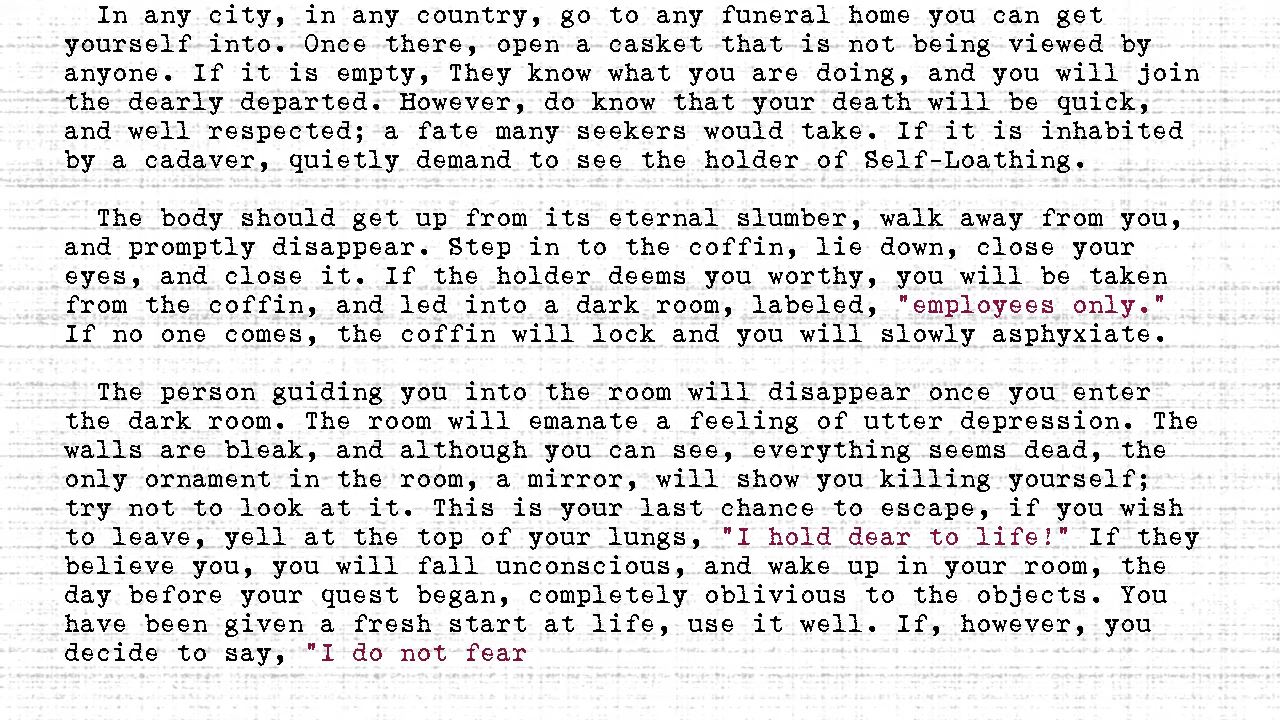 In any city, in any country, go to any funeral home you can get
yourself into. Once there, open a casket that is not being viewed by
anyone. If it is empty, They know what you are doing, and you will join
the dearly departed. However, do know that your death will be quick,
and well respected; a fate many seekers would take. If it is inhabited
by a cadaver, quietly demand to see the holder of Self-Loathing.
The body should get up from its eternal slumber, walk away from you,
and promptly disappear. Step in to the coffin, lie down, close your
eyes, and close it. If the holder deems you worthy, you will be taken
from the coffin, and led into a dark room, labeled, "employees only."
If no one comes, the coffin will lock and you will slowly asphyxiate.
The person guiding you into the room will disappear once you enter
the dark room. The room will emanate a feeling of utter depression. The
walls are bleak, and although you can see, everything seems dead, the
only ornament in the room, a mirror, will show you killing yourself;
try not to look at it. This is your last chance to escape, if you wish
to leave, yell at the top of your lungs, "I hold dear to life!" If they
believe you, you will fall unconscious, and wake up in your room, the
day before your quest began, completely oblivious to the objects. You
have been given a fresh start at life, use it well. If, however, you
decide to say, "I do not fear